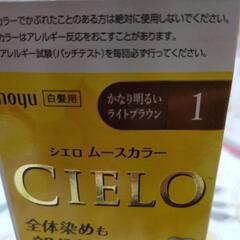 カラーでかぶれたことのある方は絶対に使用しないでください。
カラーはアレルギー反応をおこすことがあります。
アレルギー試験(パッチテスト)を毎回必ず行ってください。
hoyu 白髪用
かなり明るい
ライトブラウン 1
シエロ ムースカラー
CIELO
全体染めも